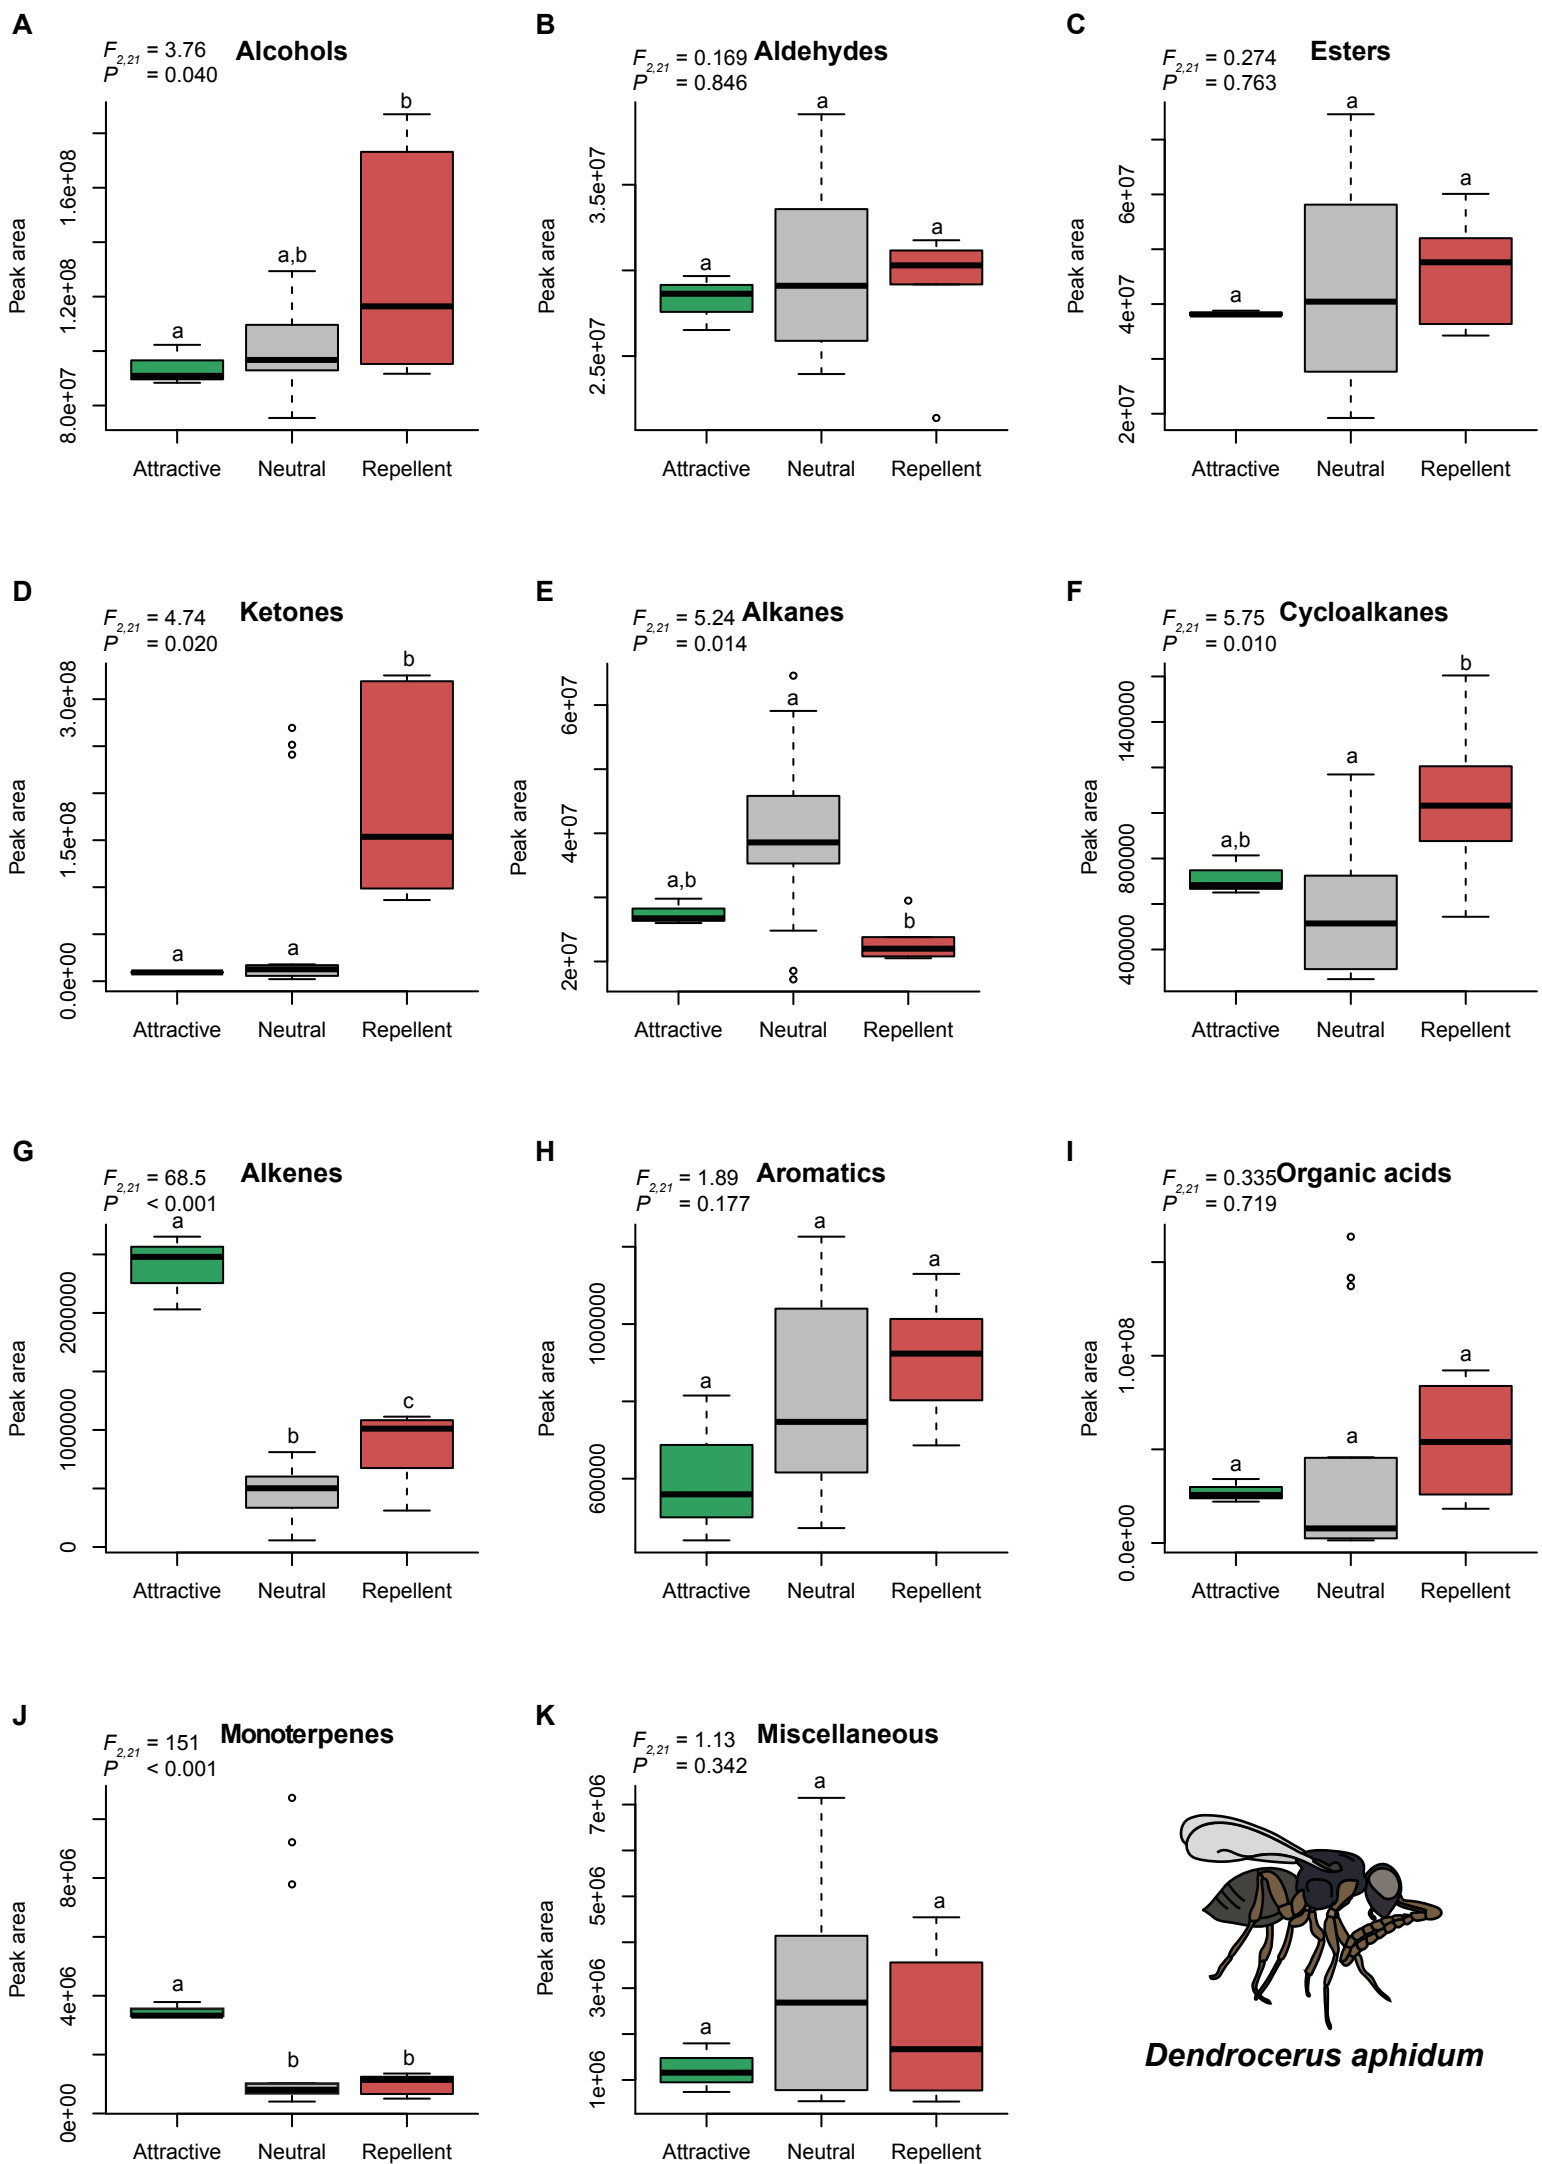 A
F2,21 = 3.76
P = 0.040
Alcohols
Peak area
8.0e+07 1.2e+08 1.6e+08
a a,b b
Attractive Neutral Repellent
B
F2,21 = 0.169
P = 0.846
Aldehydes
Peak area
2.5e+07 3.5e+07
a a a
Attractive Neutral Repellent
C
F2,21 = 0.274
P = 0.763
Esters
Peak area
2e+07 4e+07 6e+07
a a a
Attractive Neutral Repellent
D
F2,21 = 4.74
P = 0.020
Ketones
Peak area
0.0e+00 1.5e+08 3.0e+08
a a b
Attractive Neutral Repellent
E
F2,21 = 5.24
P = 0.014
Alkanes
Peak area
2e+07 4e+07 6e+07
a,b a b
Attractive Neutral Repellent
F
F2,21 = 5.75
P = 0.010
Cycloalkanes
Peak area
400000 800000 1400000
a,b a b
Attractive Neutral Repellent
G
F2,21 = 68.5
P < 0.001
Alkenes
Peak area
0 1000000 2000000
a b c
Attractive Neutral Repellent
H
F2,21 = 1.89
P = 0.177
Aromatics
Peak area
600000 1000000
a a a
Attractive Neutral Repellent
I
F2,21 = 0.335
P = 0.719
Organic acids
Peak area
0.0e+00 1.0e+08
a a a
Attractive Neutral Repellent
J
F2,21 = 151
P < 0.001
Monoterpenes
Peak area
0e+00 4e+06 8e+06
a b b
Attractive Neutral Repellent
K
F2,21 = 1.13
P = 0.342
Miscellaneous
Peak area
1e+06 3e+06 5e+06 7e+06
a a a
Attractive Neutral Repellent
Dendrocerus aphidum